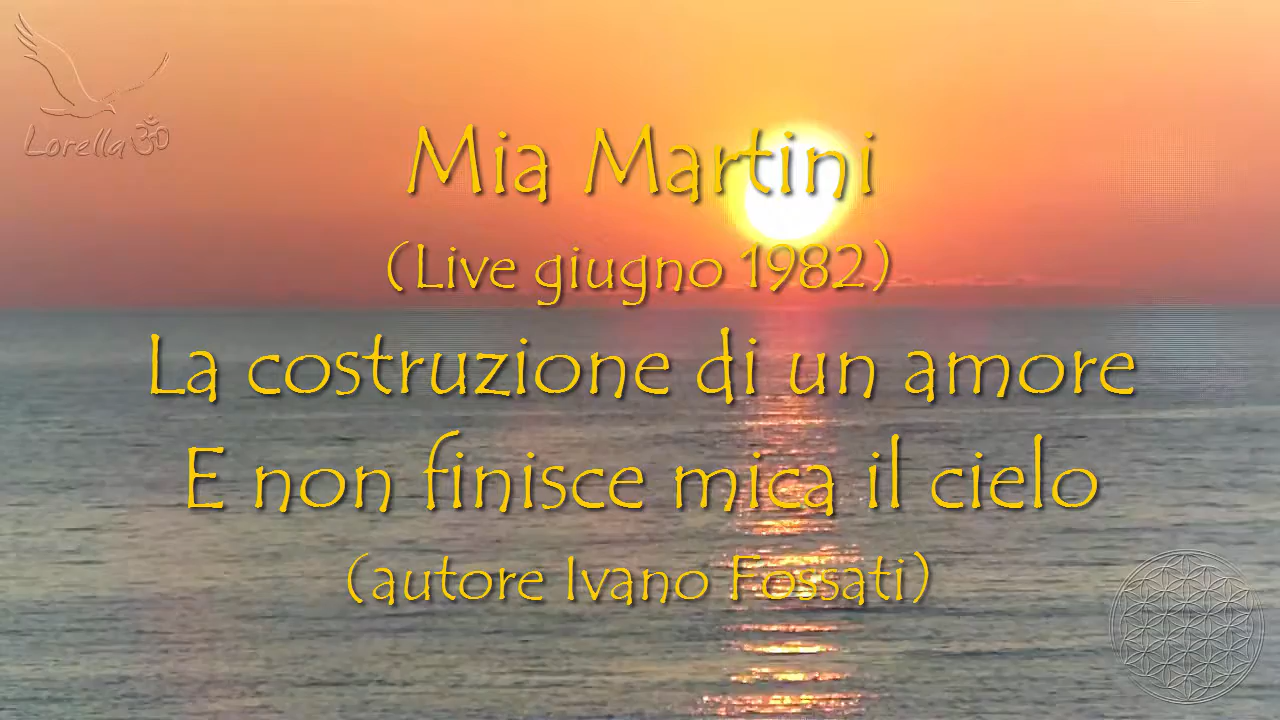 Lorella ॐ
Mia Martini
(Live giugno 1982)
La costruzione di un amore
E non finisce mica il cielo
(autore Ivano Fossati)